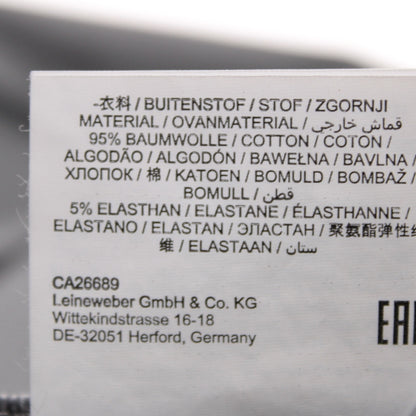 -衣料 / BUITENSTOF / STOF / ZGORNJI
MATERIAL / OVANMATERIAL / قماش خارجي /
95% BAUMWOLLE / COTTON / COTON /
ALGODÃO / ALGODÓN / BAWEŁNA / BAVLNA /
ХЛОПОК / 棉 / KATOEN / BOMULD / BOMBAŽ /
BOMULL / قطن /
5% ELASTHAN / ELASTANE / ÉLASTHANNE /
ELASTANO / ELASTAN / ЭЛАСТАН / 聚氨酯弹性纤
维 / ELASTAAN / ستان
CA26689
Leineweber GmbH & Co. KG
Wittekindstrasse 16-18
DE-32051 Herford, Germany